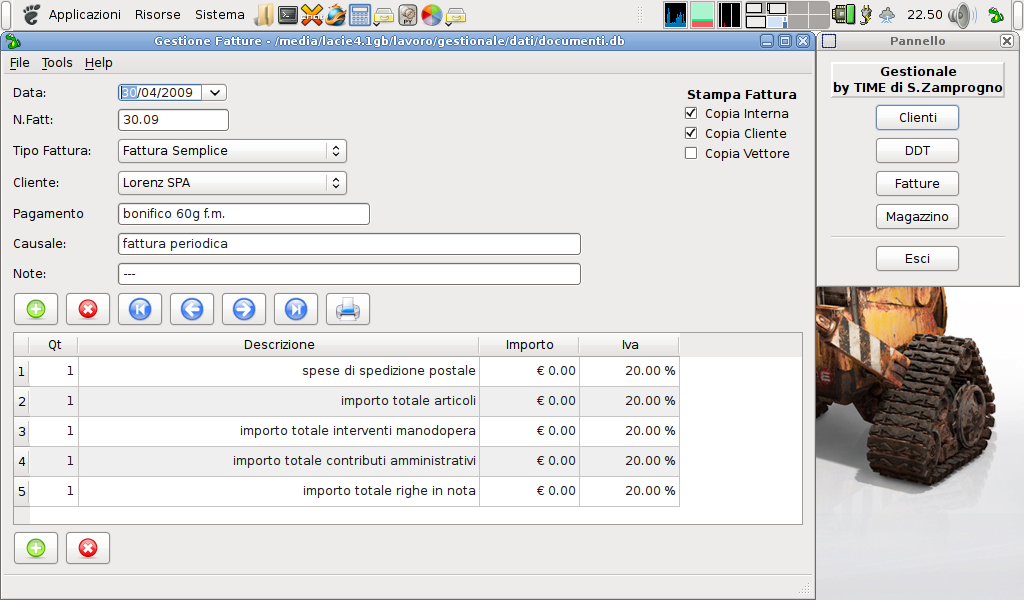 Applicazioni Risorse Sistema
22.50
Gestione Fatture - /media/lacie4.1gb/lavoro/gestionale/dati/documenti.db
File Tools Help
Data: 30/04/2009
N.Fatt: 30.09
Tipo Fattura: Fattura Semplice
Cliente: Lorenz SPA
Pagamento bonifico 60g f.m.
Causale: fattura periodica
Note: ---
Stampa Fattura
Copia Interna
Copia Cliente
Copia Vettore
Qt Descrizione Importo Iva
1 1 spese di spedizione postale € 0.00 20.00 %
2 1 importo totale articoli € 0.00 20.00 %
3 1 importo totale interventi manodopera € 0.00 20.00 %
4 1 importo totale contributi amministrativi € 0.00 20.00 %
5 1 importo totale righe in nota € 0.00 20.00 %
Pannello
Gestionale
by TIME di S.Zamprogno
Clienti
DDT
Fatture
Magazzino
Esci